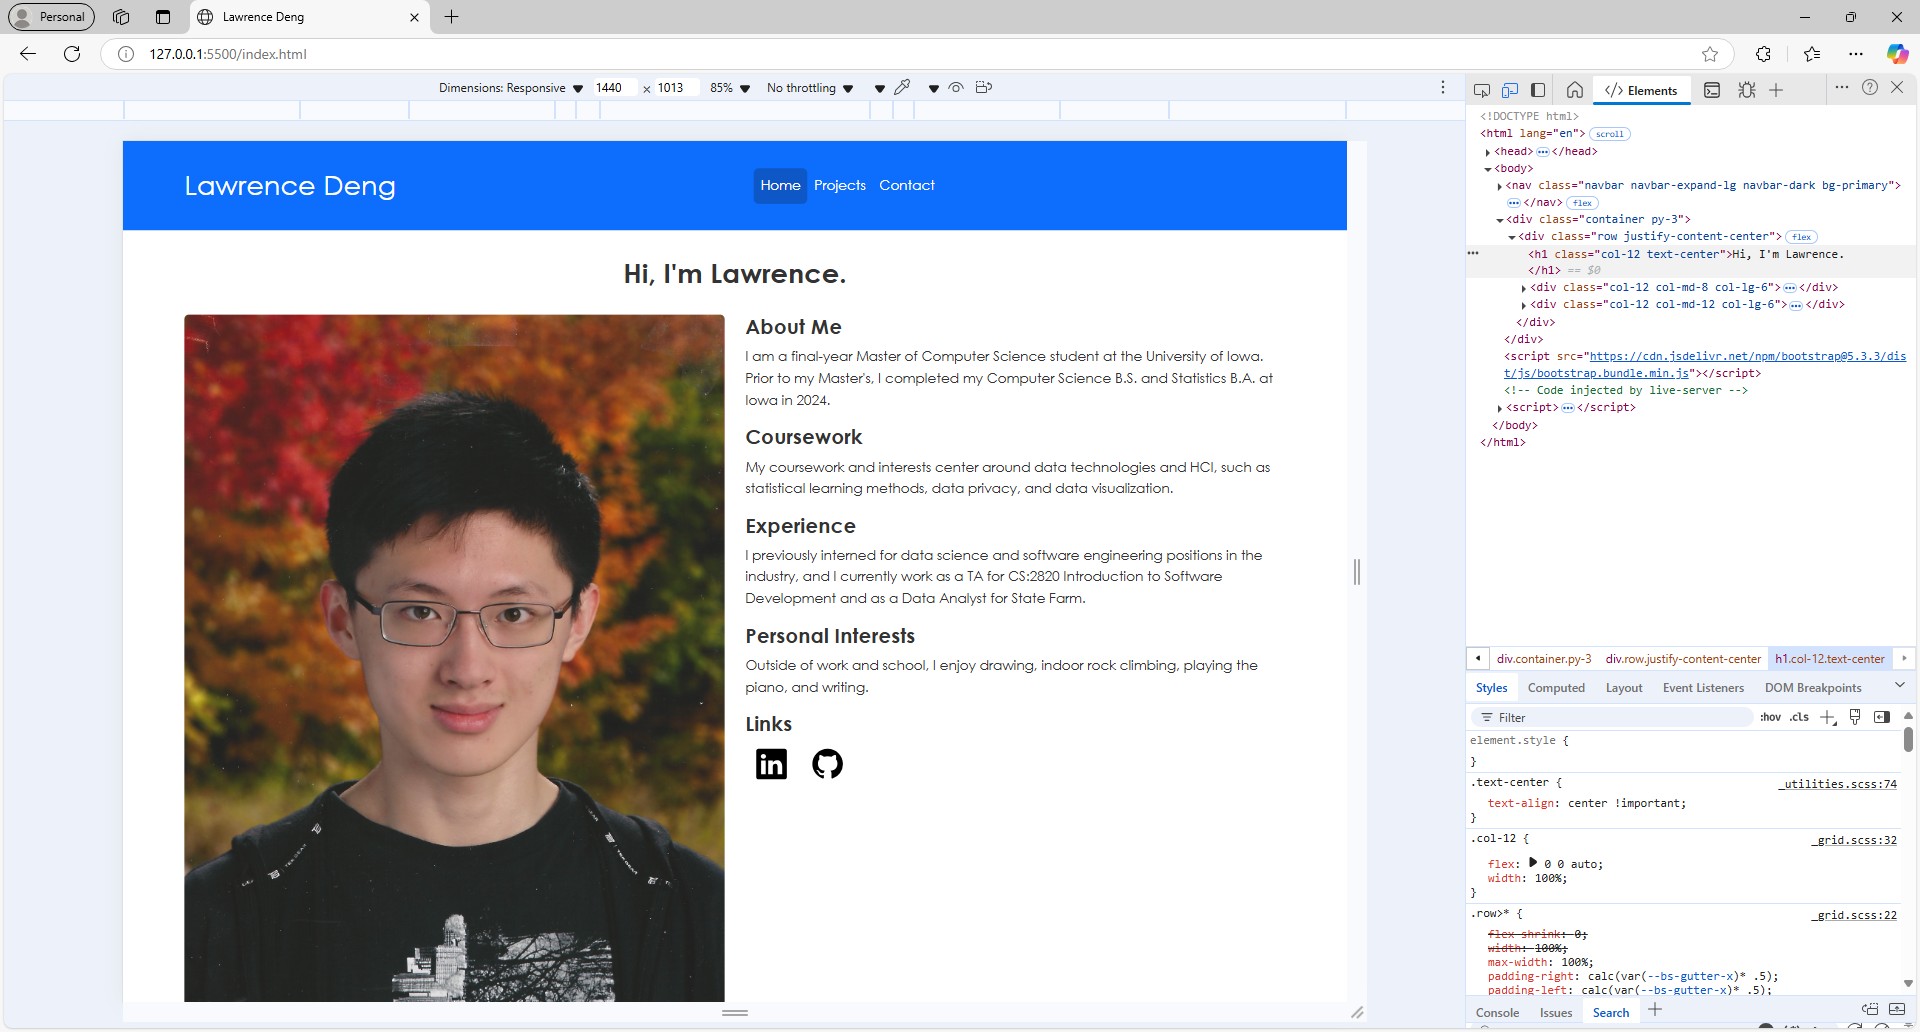 Personal
Lawrence Deng
127.0.0.1:5500/index.html
Dimensions: Responsive 1440 x 1013 85% No throttling
Lawrence Deng
Home Projects Contact
Hi, I'm Lawrence.
About Me
I am a final-year Master of Computer Science student at the University of Iowa.
Prior to my Master's, I completed my Computer Science B.S. and Statistics B.A. at
Iowa in 2024.
Coursework
My coursework and interests center around data technologies and HCI, such as
statistical learning methods, data privacy, and data visualization.
Experience
I previously interned for data science and software engineering positions in the
industry, and I currently work as a TA for CS:2820 Introduction to Software
Development and as a Data Analyst for State Farm.
Personal Interests
Outside of work and school, I enjoy drawing, indoor rock climbing, playing the
piano, and writing.
Links
in
</> Elements
<!DOCTYPE html>
<html lang="en"> scroll
<head> ••• </head>
<body>
<nav class="navbar navbar-expand-lg navbar-dark bg-primary">
••• </nav> flex
<div class="container py-3">
<div class="row justify-content-center"> flex
<h1 class="col-12 text-center">Hi, I'm Lawrence.
</h1> == $0
<div class="col-12 col-md-8 col-lg-6"> ••• </div>
<div class="col-12 col-md-12 col-lg-6"> ••• </div>
</div>
</div>
<script src="https://cdn.jsdelivr.net/npm/bootstrap@5.3.3/dis
t/js/bootstrap.bundle.min.js"></script>
<!-- Code injected by live-server -->
<script> ••• </script>
</body>
</html>
div.container.py-3 div.row.justify-content-center h1.col-12.text-center
Styles Computed Layout Event Listeners DOM Breakpoints
Filter :hov .cls
element.style {
}
.text-center { _utilities.scss:74
text-align: center !important;
}
.col-12 { _grid.scss:32
flex: 0 0 auto;
width: 100%;
}
.row>* { _grid.scss:22
flex-shrink: 0;
width: 100%;
max-width: 100%;
padding-right: calc(var(--bs-gutter-x)* .5);
padding-left: calc(var(--bs-gutter-x)* .5);
Console Issues Search